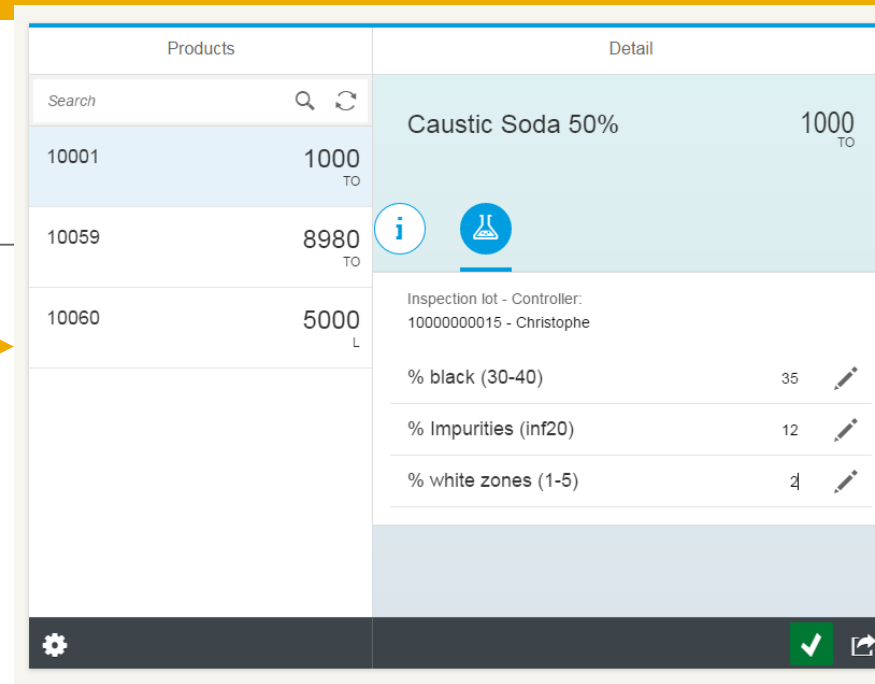 Products
Search
10001 1000
TO
10059 8980
TO
10060 5000
L
Detail
Caustic Soda 50% 1000
TO
i
Inspection lot - Controller:
10000000015 - Christophe
% black (30-40) 35
% Impurities (inf20) 12
% white zones (1-5) 2